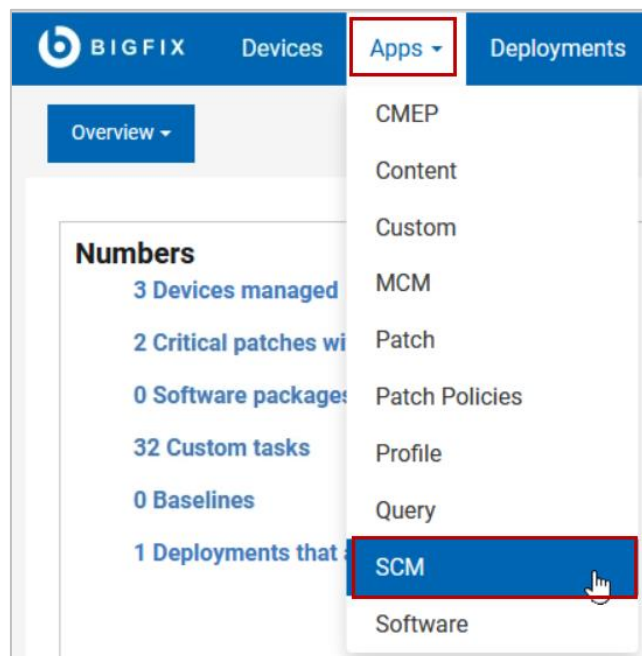 BIGFIX Devices Apps Deployments
Overview
Numbers
3 Devices managed
2 Critical patches
0 Software packages
32 Custom tasks
0 Baselines
1 Deployments that
CMEP
Content
Custom
MCM
Patch
Patch Policies
Profile
Query
SCM
Software